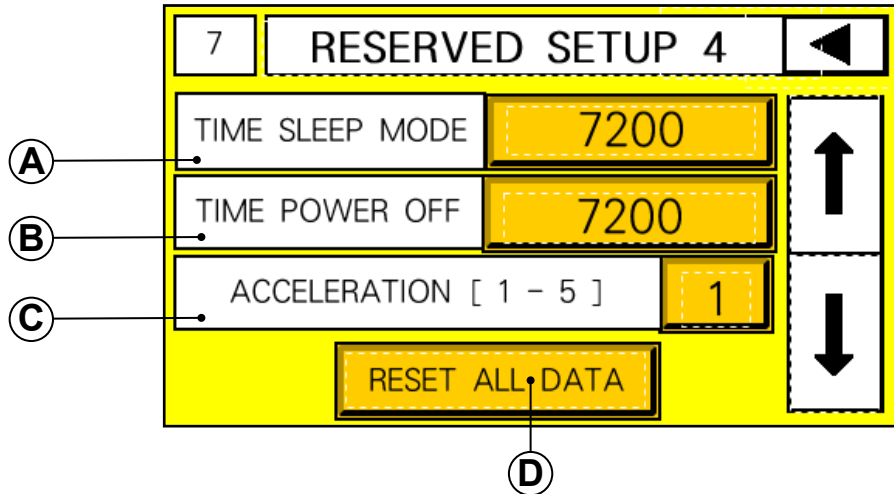 7
RESERVED SETUP 4
A
TIME SLEEP MODE
7200
B
TIME POWER OFF
7200
C
ACCELERATION [ 1 - 5 ]
1
RESET ALL DATA
D